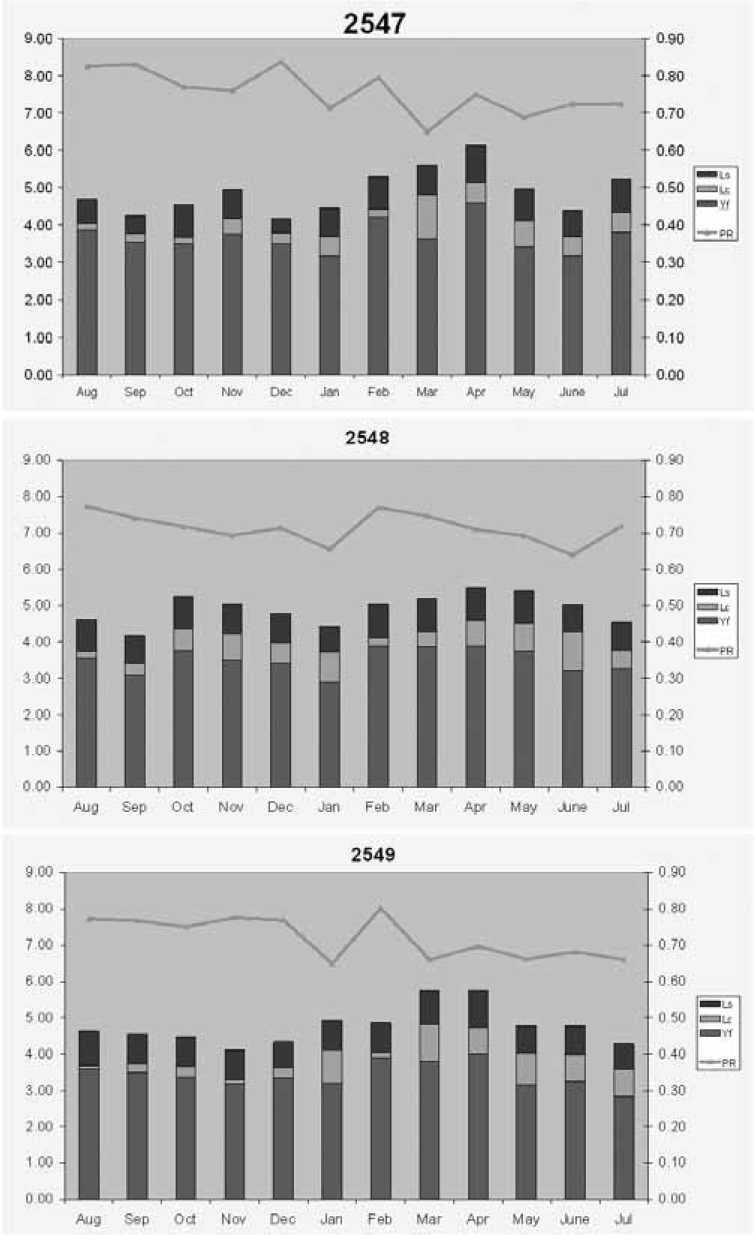 2547
9.00 0.90
8.00 0.80
7.00 0.70
6.00 0.60
5.00 0.50
4.00 0.40
3.00 0.30
2.00 0.20
1.00 0.10
0.00 0.00
Ls
Lc
Yf
PR
Aug Sep Oct Nov Dec Jan Feb Mar Apr May June Jul
2548
9.00 0.90
8.00 0.80
7.00 0.70
6.00 0.60
5.00 0.50
4.00 0.40
3.00 0.30
2.00 0.20
1.00 0.10
0.00 0.00
Ls
Lc
Yf
PR
Aug Sep Oct Nov Dec Jan Feb Mar Apr May June Jul
2549
9.00 0.90
8.00 0.80
7.00 0.70
6.00 0.60
5.00 0.50
4.00 0.40
3.00 0.30
2.00 0.20
1.00 0.10
0.00 0.00
Ls
Lc
Yf
PR
Aug Sep Oct Nov Dec Jan Feb Mar Apr May June Jul